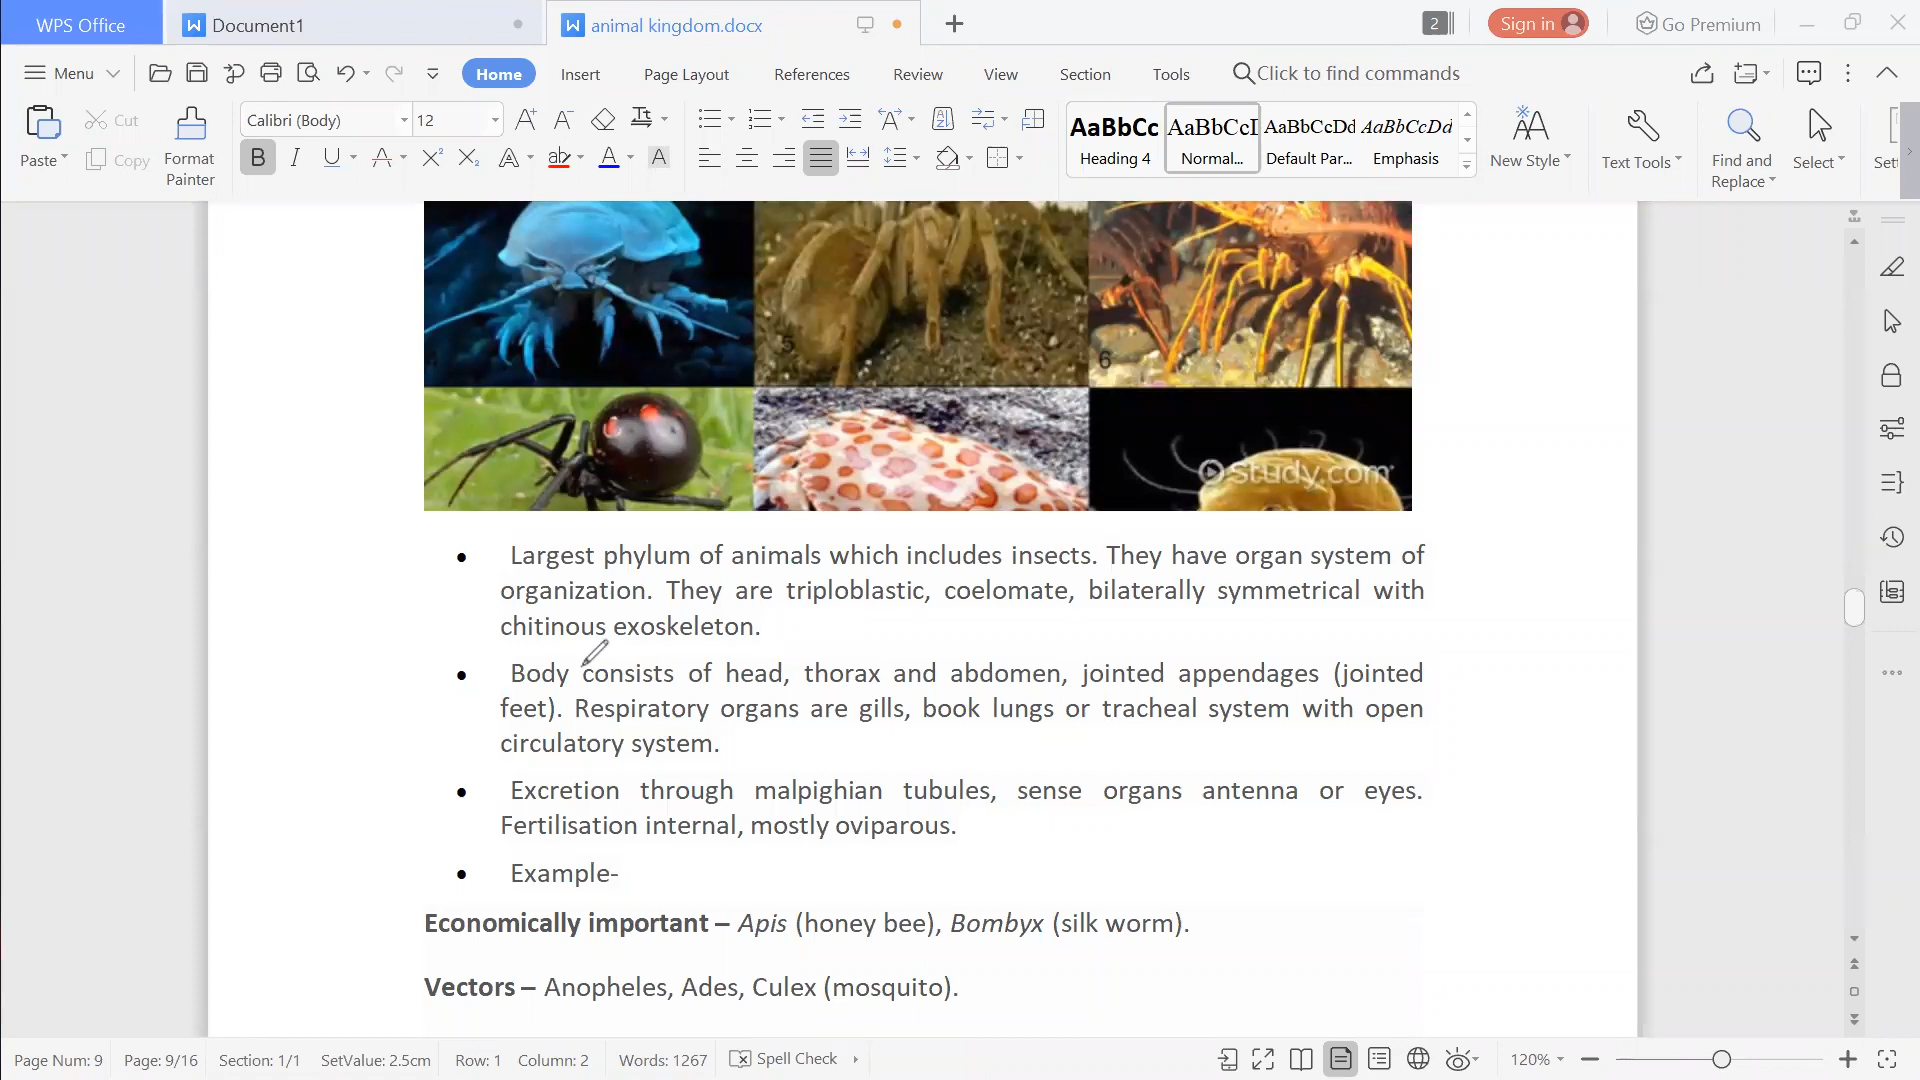 WPS Office
Document1
animal kingdom.docx
2
Sign in
Go Premium
Menu
Home
Insert
Page Layout
References
Review
View
Section
Tools
Click to find commands
Paste
Cut
Copy
Format
Painter
Calibri (Body)
12
AaBbCc
Heading 4
AaBbCcD
Normal...
AaBbCcDd
Default Par...
AaBbCcDd
Emphasis
New Style
Text Tools
Find and
Replace
Select
Sett
5
6
study.com
• Largest phylum of animals which includes insects. They have organ system of
organization. They are triploblastic, coelomate, bilaterally symmetrical with
chitinous exoskeleton.
• Body consists of head, thorax and abdomen, jointed appendages (jointed
feet). Respiratory organs are gills, book lungs or tracheal system with open
circulatory system.
• Excretion through malpighian tubules, sense organs antenna or eyes.
Fertilisation internal, mostly oviparous.
• Example-
Economically important – Apis (honey bee), Bombyx (silk worm).
Vectors – Anopheles, Ades, Culex (mosquito).
Page Num: 9
Page: 9/16
Section: 1/1
SetValue: 2.5cm
Row: 1
Column: 2
Words: 1267
Spell Check
120%